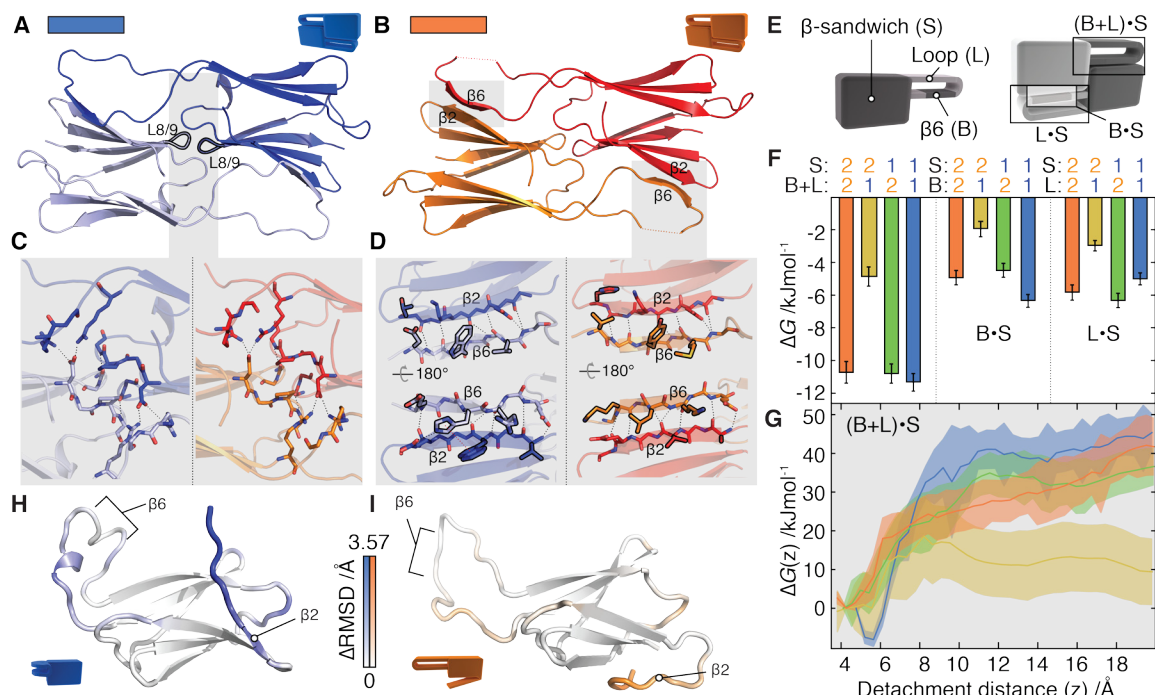 A
B
E
β-sandwich (S)
Loop (L)
β6 (B)
(B+L)•S
L•S
B•S
β6
β2
L8/9
L8/9
β2
β6
F
S: 2 2 1 1
B+L: 2 1 2 1
S: 2 2 1 1
B: 2 1 2 1
S: 2 2 1 1
L: 2 1 2 1
-2
-4
-6
-8
-10
-12
ΔG /kJmol⁻¹
B•S
L•S
C
D
β2
β6
180°
β6
β2
β2
β6
180°
β6
β2
G
(B+L)•S
50
40
30
20
10
0
ΔG(z) /kJmol⁻¹
4 6 8 10 12 14 16 18
Detachment distance (z) /Å
H
β6
β2
3.57
ΔRMSD /Å
0
I
β6
β2